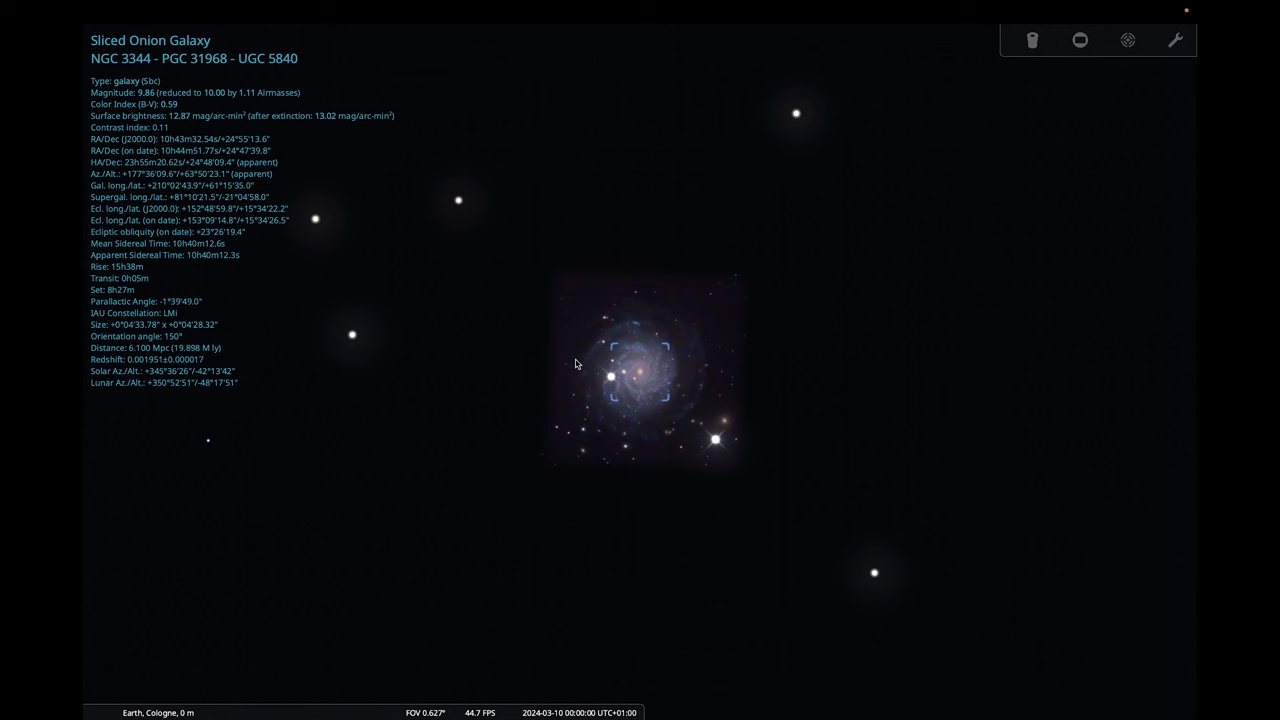 Sliced Onion Galaxy
NGC 3344 - PGC 31968 - UGC 5840
Type: galaxy (Sbc)
Magnitude: 9.86 (reduced to 10.00 by 1.11 Airmasses)
Color Index (B-V): 0.59
Surface brightness: 12.87 mag/arc-min² (after extinction: 13.02 mag/arc-min²)
Contrast index: 0.11
RA/Dec (J2000.0): 10h43m32.54s/+24°55'13.6"
RA/Dec (on date): 10h44m51.77s/+24°47'39.8"
HA/Dec: 23h55m20.62s/+24°48'09.4" (apparent)
Az./Alt.: +177°36'09.6"/+63°50'23.1" (apparent)
Gal. long./lat.: +210°02'43.9"/+61°15'35.0"
Supergal. long./lat.: +81°10'21.5"/-21°04'58.0"
Ecl. long./lat. (J2000.0): +152°48'59.8"/+15°34'22.2"
Ecl. long./lat. (on date): +153°09'14.8"/+15°34'26.5"
Ecliptic obliquity (on date): +23°26'19.4"
Mean Sidereal Time: 10h40m12.6s
Apparent Sidereal Time: 10h40m12.3s
Rise: 15h38m
Transit: 0h05m
Set: 8h27m
Parallactic Angle: -1°39'49.0"
IAU Constellation: LMi
Size: +0°04'33.78" x +0°04'28.32"
Orientation angle: 150°
Distance: 6.100 Mpc (19.898 M ly)
Redshift: 0.001951±0.000017
Solar Az./Alt.: +345°36'26"/-42°13'42"
Lunar Az./Alt.: +350°52'51"/-48°17'51"
Earth, Cologne, 0 m FOV 0.627° 44.7 FPS 2024-03-10 00:00:00 UTC+01:00